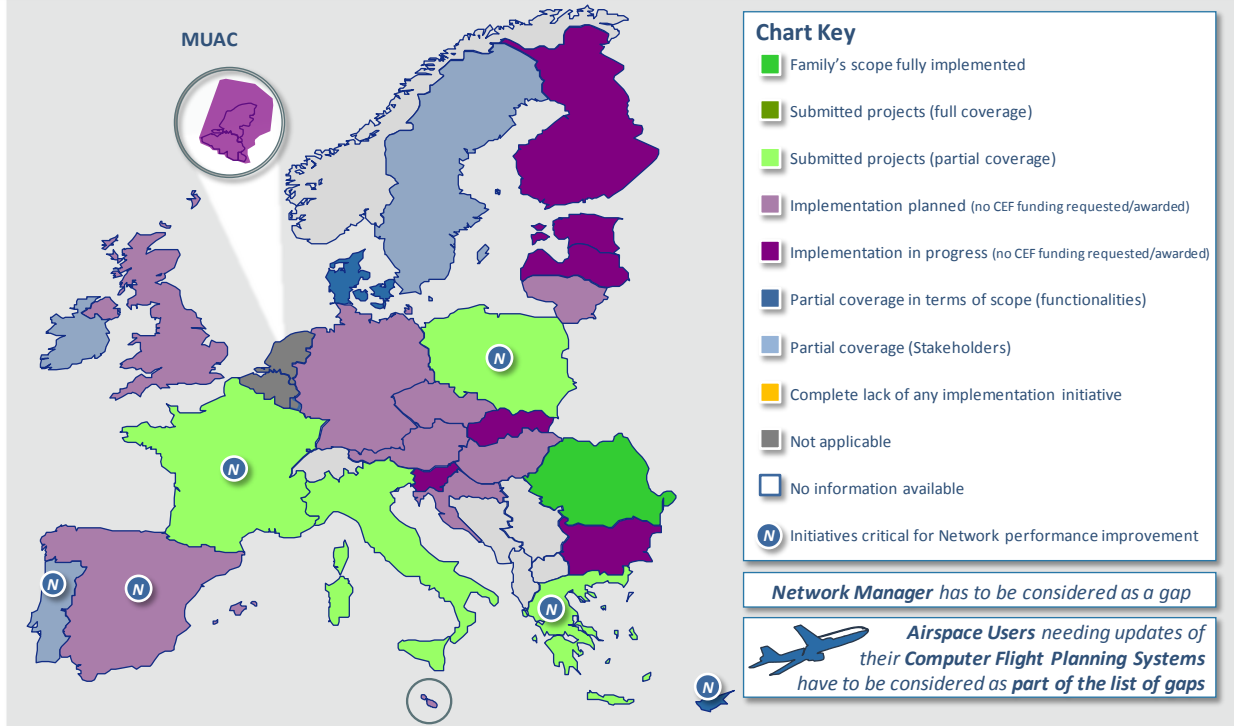 MUAC
N
N
N
N
N
N
Chart Key
Family's scope fully implemented
Submitted projects (full coverage)
Submitted projects (partial coverage)
Implementation planned (no CEF funding requested/awarded)
Implementation in progress (no CEF funding requested/awarded)
Partial coverage in terms of scope (functionalities)
Partial coverage (Stakeholders)
Complete lack of any implementation initiative
Not applicable
No information available
N Initiatives critical for Network performance improvement
Network Manager has to be considered as a gap
Airspace Users needing updates of
their Computer Flight Planning Systems
have to be considered as part of the list of gaps